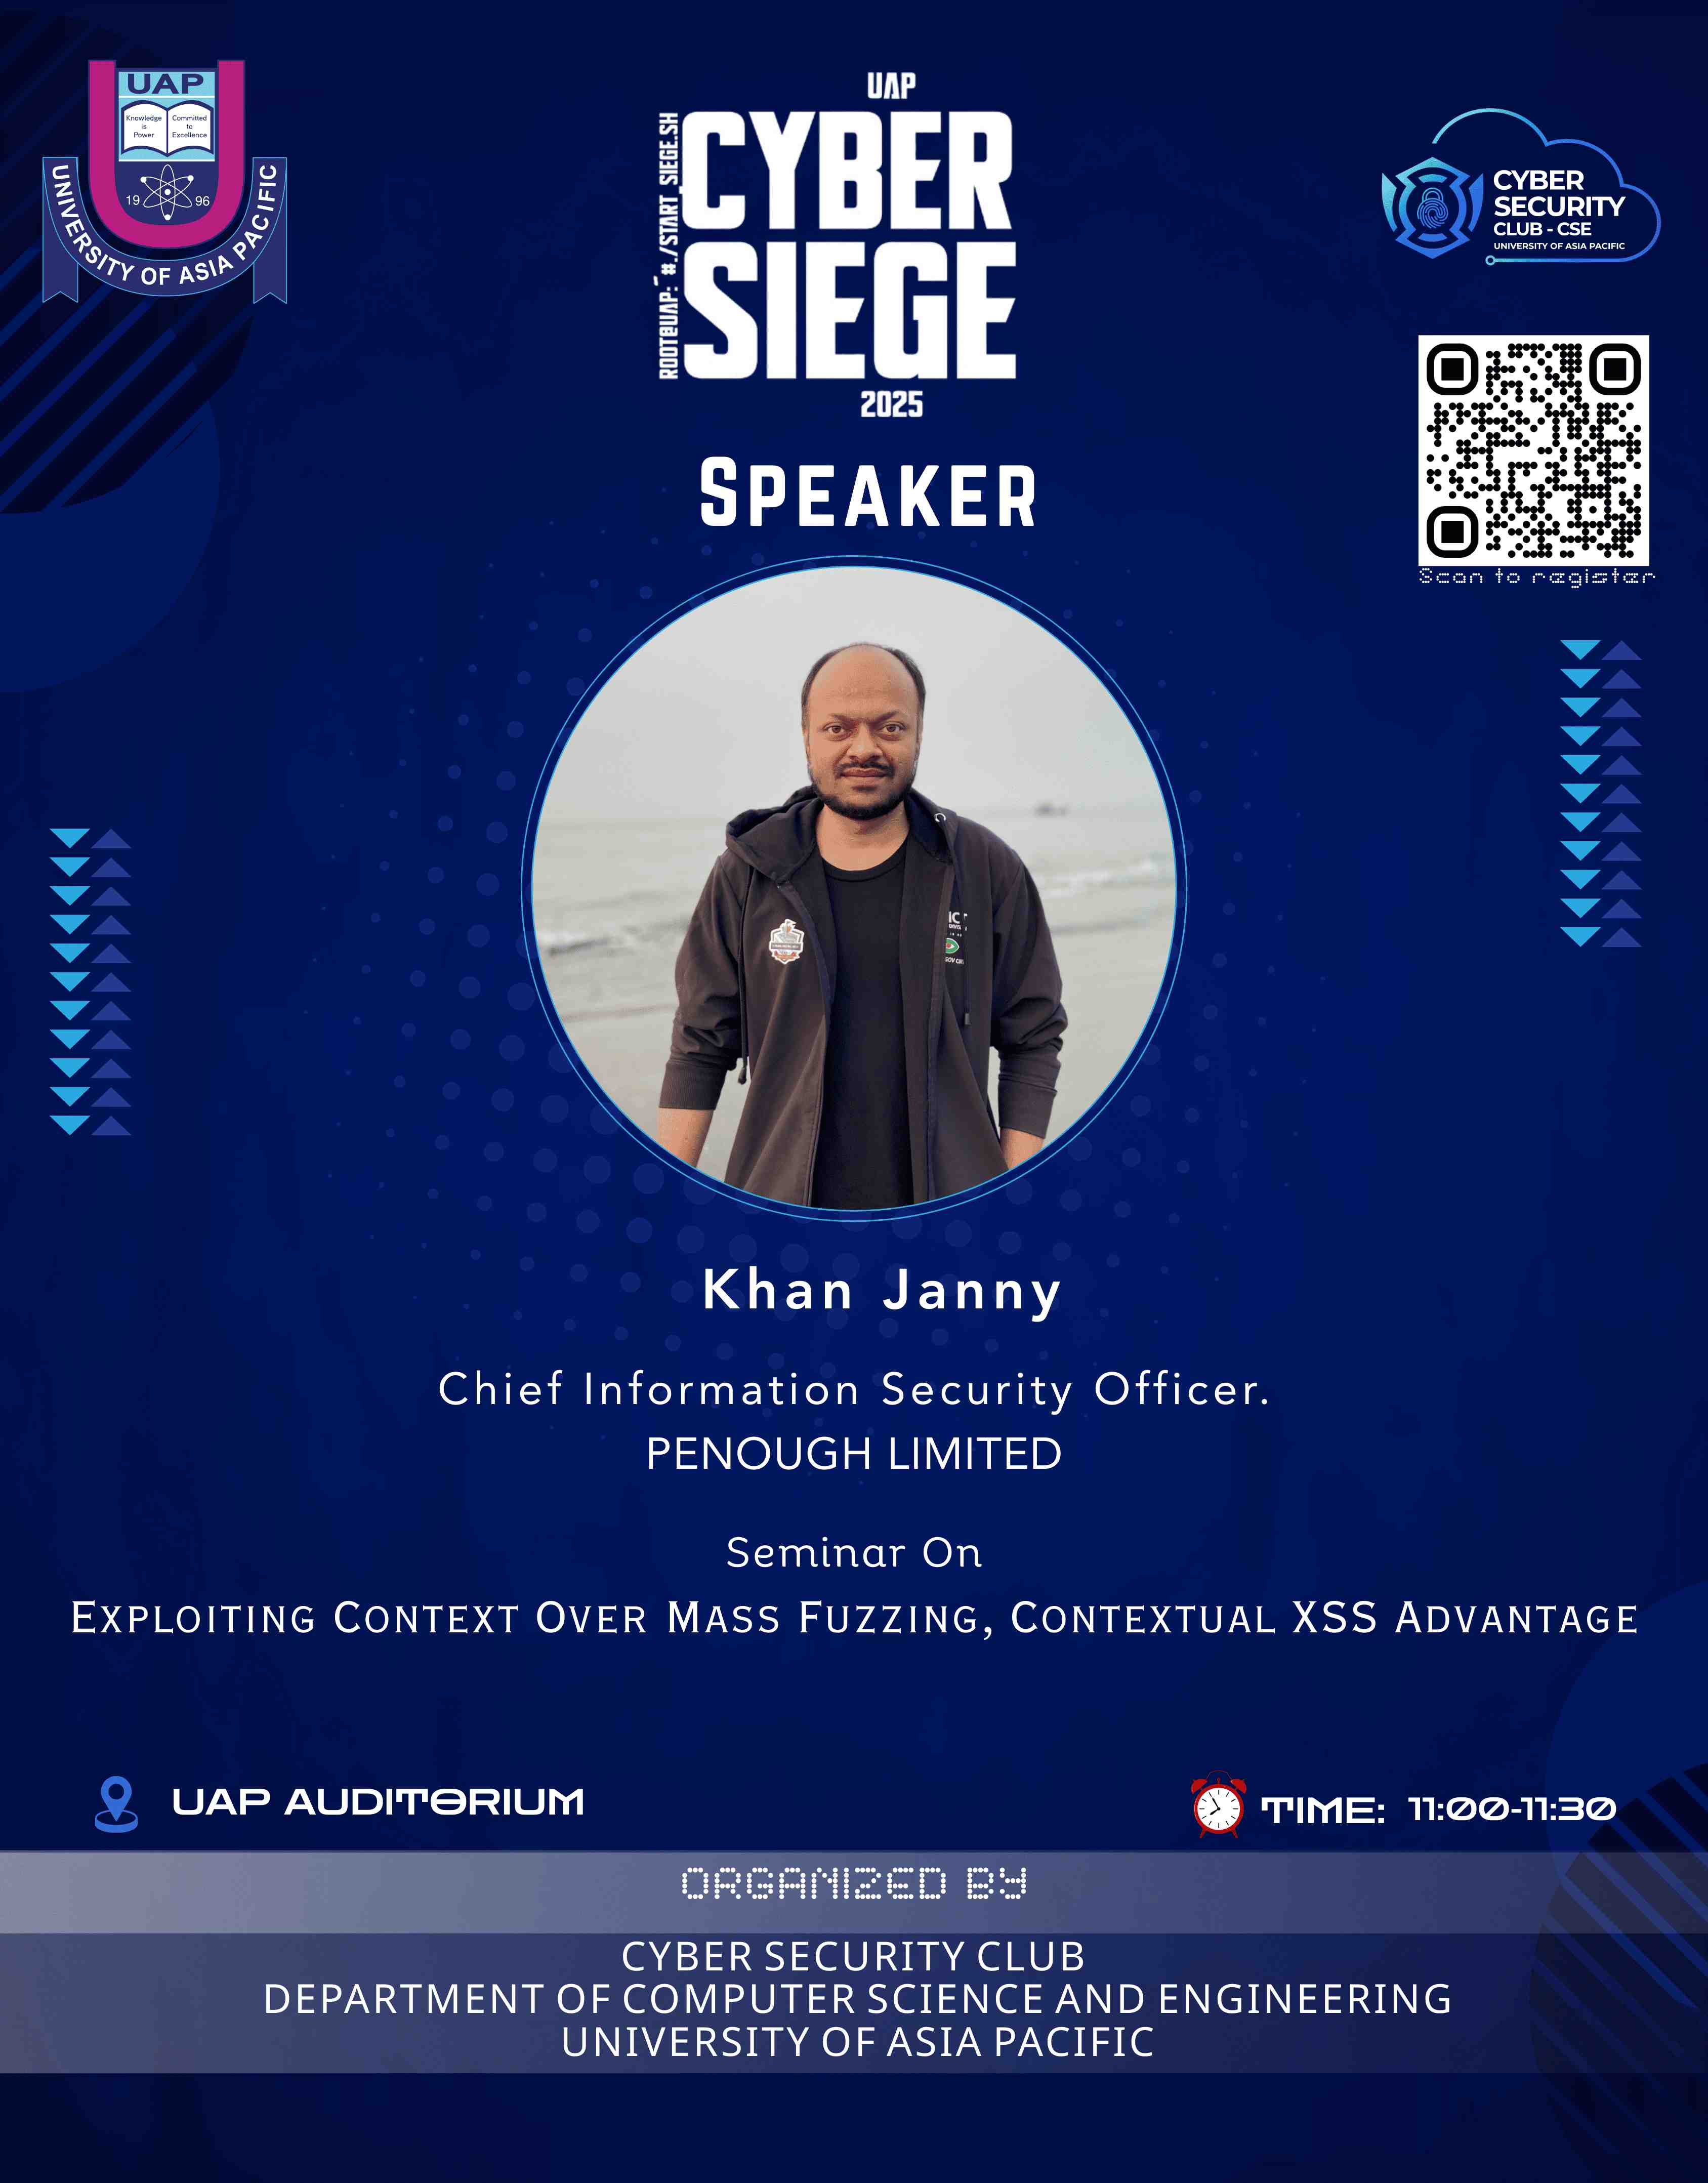 UAP
Knowledge
is
Power
Committed
to
Excellence
19 96
UNIVERSITY OF ASIA PACIFIC
UAP
CYBER
SIEGE
2025
ROOT@UAP:~#./START_SIEGE.SH
CYBER
SECURITY
CLUB - CSE
UNIVERSITY OF ASIA PACIFIC
Scan to register
SPEAKER
GOV CIRT
Khan Janny
Chief Information Security Officer.
PENOUGH LIMITED
Seminar On
EXPLOITING CONTEXT OVER MASS FUZZING, CONTEXTUAL XSS ADVANTAGE
UAP AUDITORIUM
TIME: 11:00-11:30
ORGANIZED BY
CYBER SECURITY CLUB
DEPARTMENT OF COMPUTER SCIENCE AND ENGINEERING
UNIVERSITY OF ASIA PACIFIC